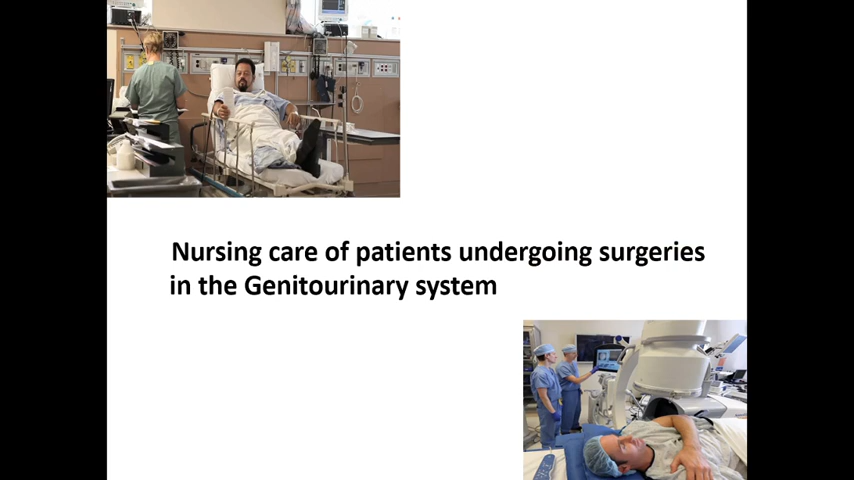 Nursing care of patients undergoing surgeries
in the Genitourinary system